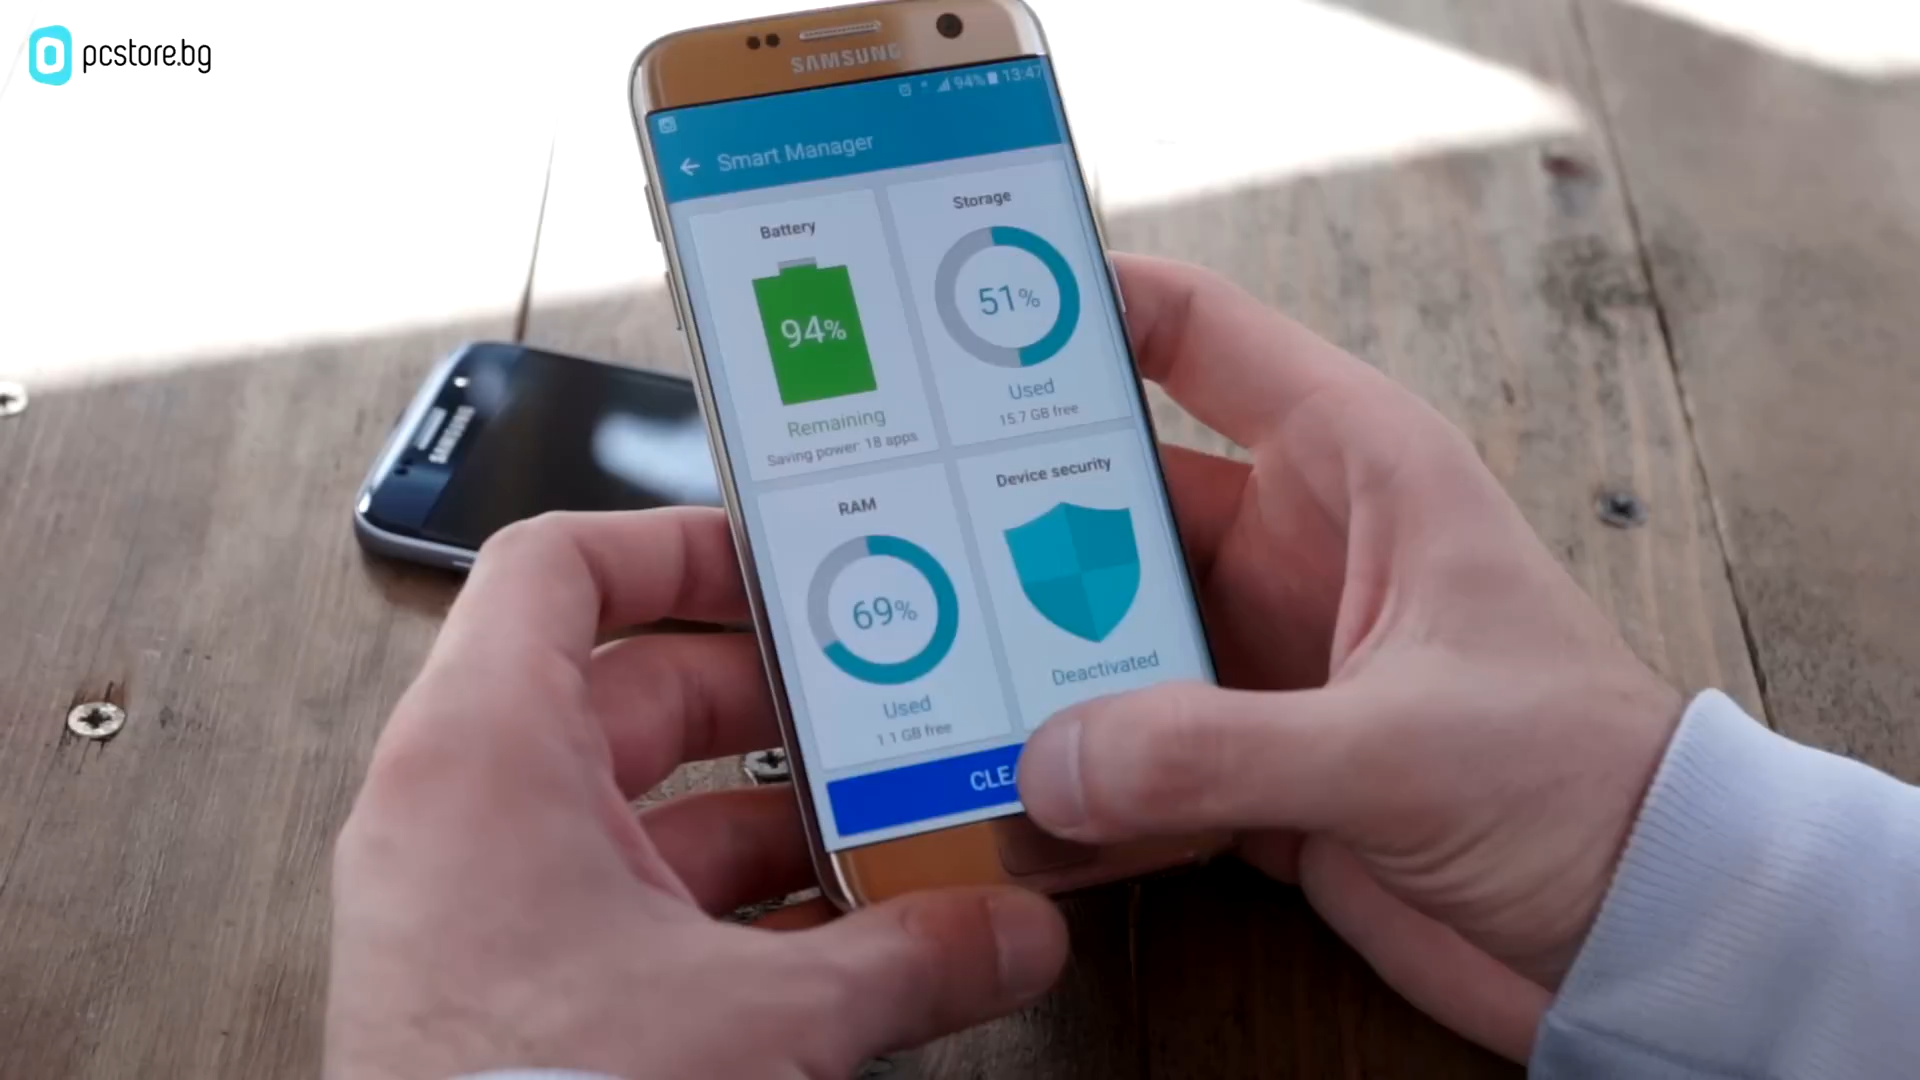 pcstore.bg
SAMSUNG
94% 13:47
Smart Manager
Battery
94%
Remaining
Saving power: 18 apps
Storage
51%
Used
15.7 GB free
RAM
69%
Used
1.1 GB free
Device security
Deactivated
CLEA
SAMSUNG